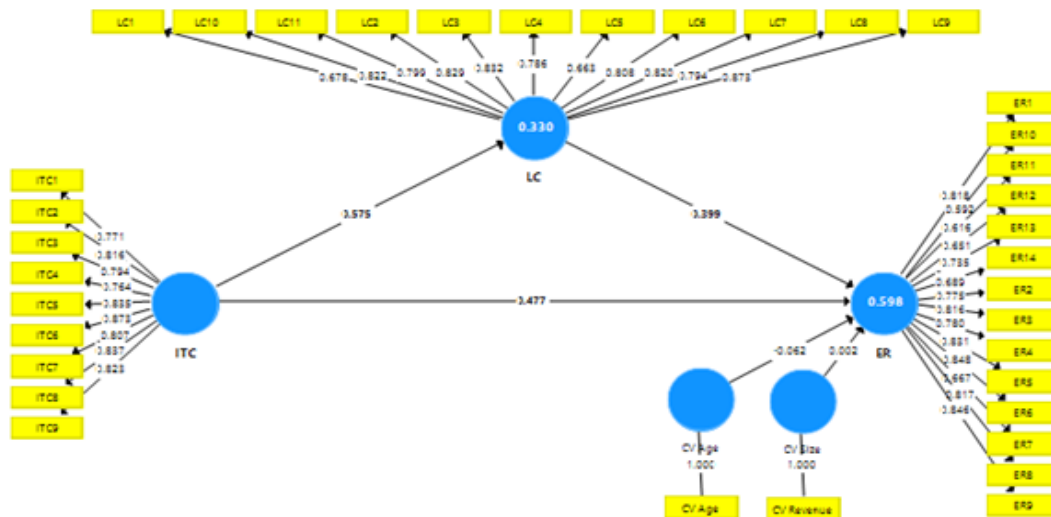 LC1 LC10 LC11 LC2 LC3 LC4 LC5 LC6 LC7 LC8 LC9
0.678 0.822 0.799 0.829 0.832 0.786 0.663 0.808 0.820 0.794 0.873
0.330
LC
ITC1
ITC2
ITC3
ITC4
ITC5
ITC6
ITC7
ITC8
ITC9
0.771
0.816
0.794
0.764
0.835
0.873
0.807
0.837
0.823
ITC
0.575
0.399
0.477
ER1
ER10
ER11
ER12
ER13
ER14
ER2
ER3
ER4
ER5
ER6
ER7
ER8
ER9
0.818
0.592
0.616
0.651
0.735
0.689
0.775
0.816
0.780
0.831
0.848
0.667
0.817
0.846
0.598
ER
-0.062
0.002
CV Age
1.000
CV Age
CV Size
1.000
CV Revenue